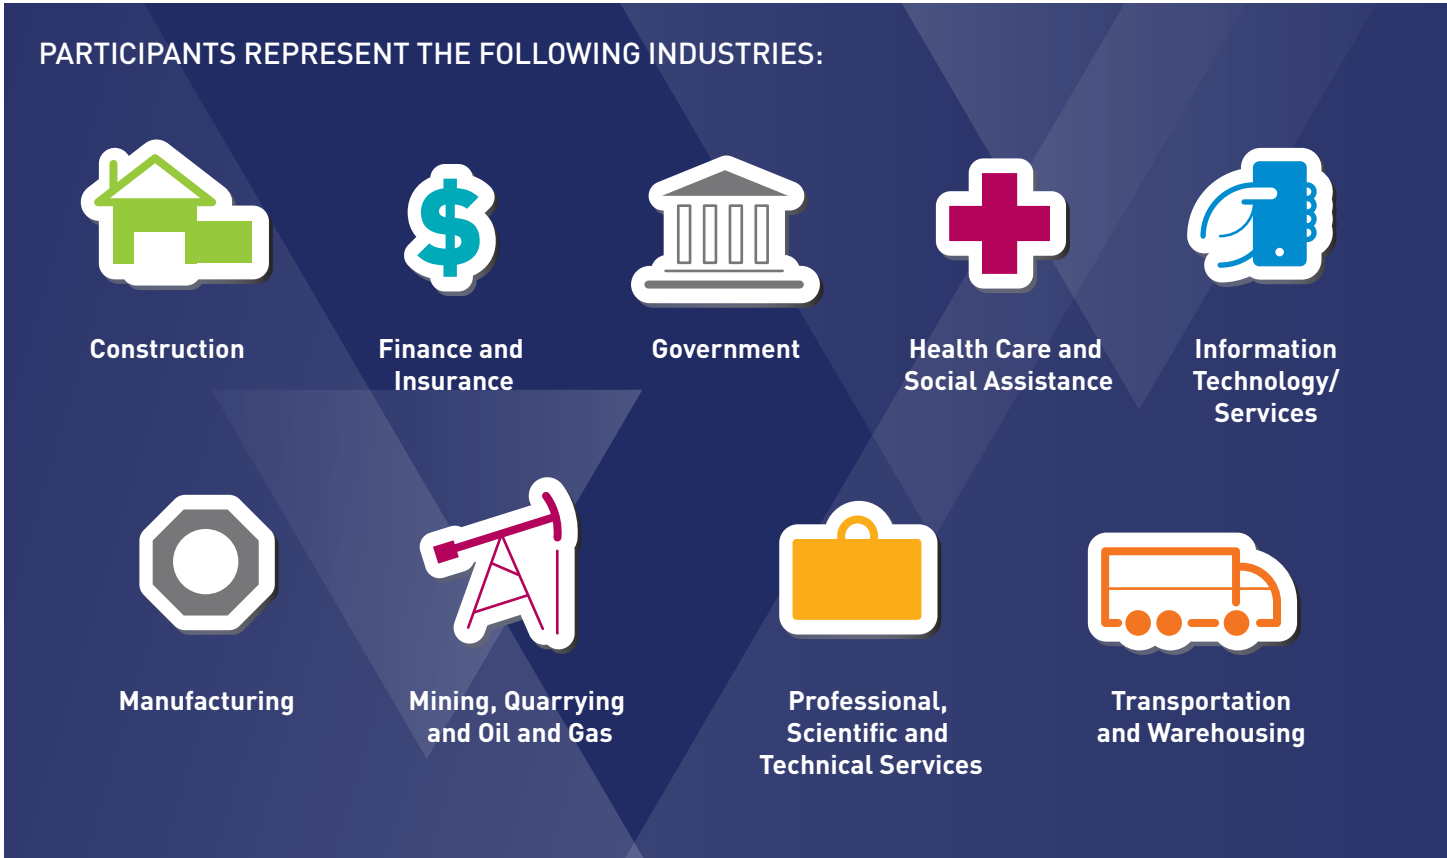 PARTICIPANTS REPRESENT THE FOLLOWING INDUSTRIES:
Construction
Finance and
Insurance
Government
Health Care and
Social Assistance
Information
Technology/
Services
Manufacturing
Mining, Quarrying
and Oil and Gas
Professional,
Scientific and
Technical Services
Transportation
and Warehousing